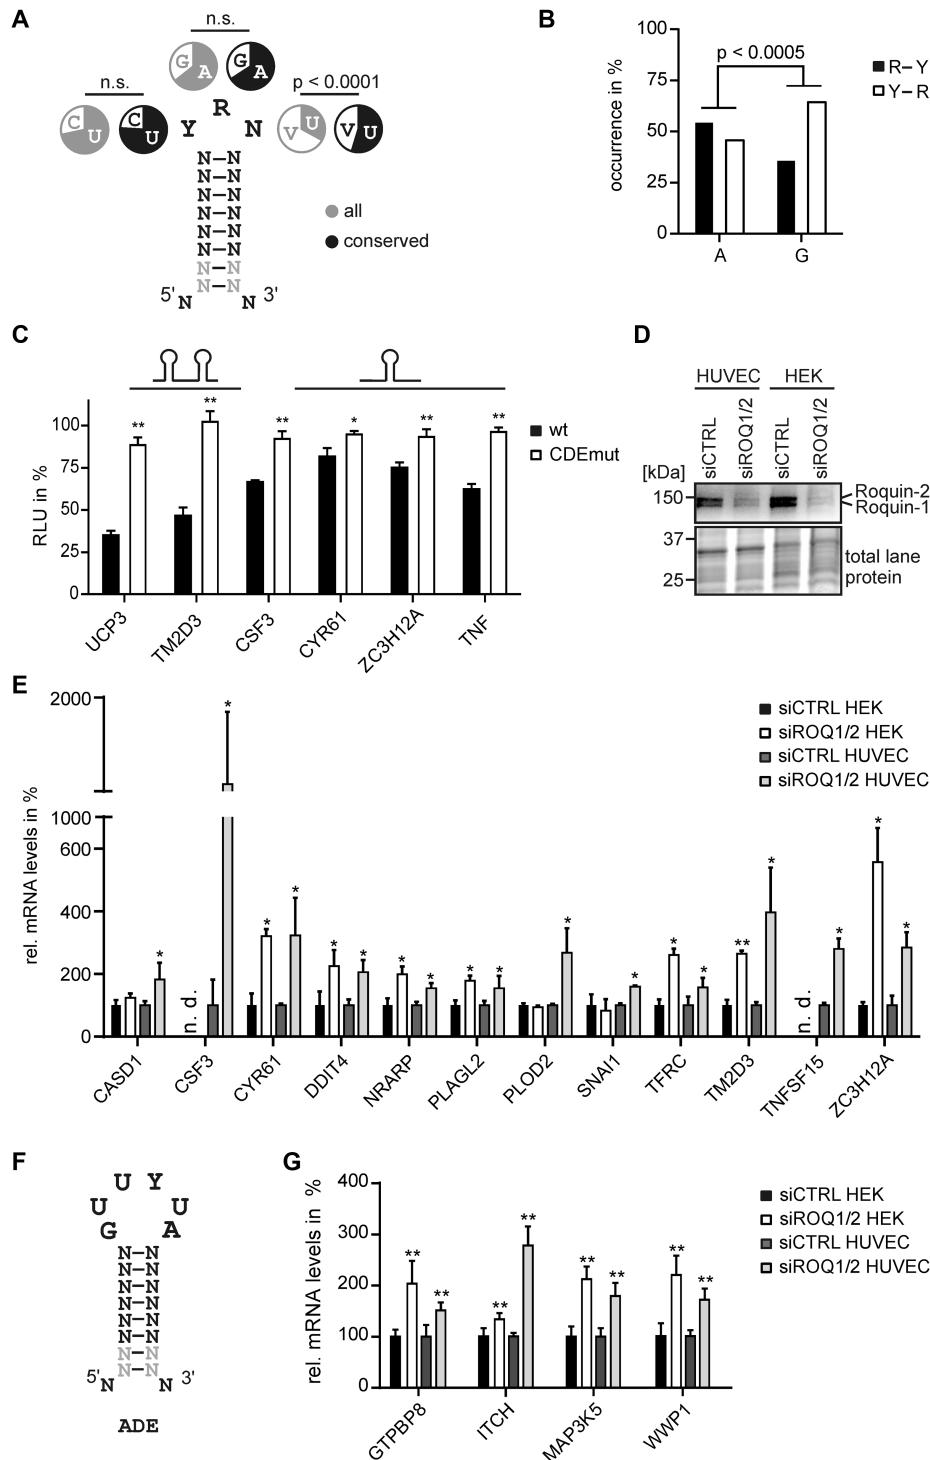 A
n.s.
G A
G A
n.s.
p < 0.0001
C U
C U
Y R N
V U
V U
N–N
N–N
N–N
N–N
N–N
N–N
N–N
N–N
5' N N 3'
all
conserved
B
occurrence in %
100
75
50
25
0
p < 0.0005
R–Y
Y–R
A G
C
RLU in %
100
75
50
25
0
** ** ** * ** **
wt
CDEmut
UCP3
TM2D3
CSF3
CYR61
ZC3H12A
TNF
D
HUVEC HEK
siCTRL
siROQ1/2
siCTRL
siROQ1/2
[kDa]
150
Roquin-2
Roquin-1
37
25
total lane
protein
E
rel. mRNA levels in %
2000
1000
600
400
200
0
siCTRL HEK
siROQ1/2 HEK
siCTRL HUVEC
siROQ1/2 HUVEC
* * * * * * * * * * * * * ** * * * *
n. d.
n. d.
CASD1
CSF3
CYR61
DDIT4
NRARP
PLAGL2
PLOD2
SNAI1
TFRC
TM2D3
TNFSF15
ZC3H12A
F
U Y
U U
G A
N–N
N–N
N–N
N–N
N–N
N–N
N–N
N–N
5' N N 3'
ADE
G
rel. mRNA levels in %
400
300
200
100
0
** ** ** ** ** ** ** **
siCTRL HEK
siROQ1/2 HEK
siCTRL HUVEC
siROQ1/2 HUVEC
GTPBP8
ITCH
MAP3K5
WWP1